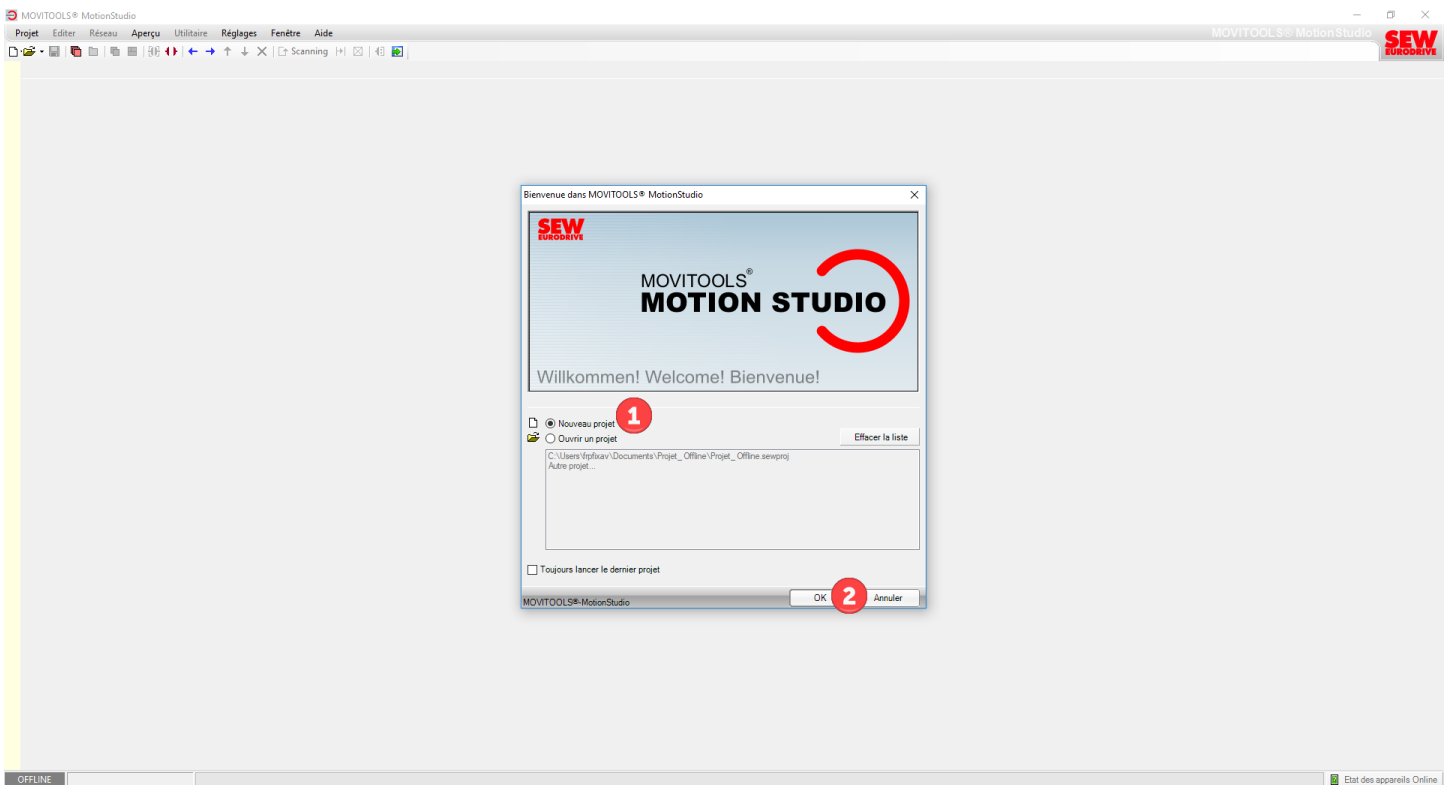 MOVITOOLS® MotionStudio
Projet Editer Réseau Aperçu Utilitaire Réglages Fenêtre Aide
MOVITOOLS® MotionStudio
SEW
EURODRIVE
Scanning
Bienvenue dans MOVITOOLS® MotionStudio
SEW
EURODRIVE
MOVITOOLS®
MOTION STUDIO
Willkommen! Welcome! Bienvenue!
1
Nouveau projet
Ouvrir un projet
Effacer la liste
C:\Users\frpflxav\Documents\Projet_ Offline\Projet_ Offline.sewproj
Autre projet...
Toujours lancer le dernier projet
OK 2 Annuler
MOVITOOLS®-MotionStudio
OFFLINE
Etat des appareils Online